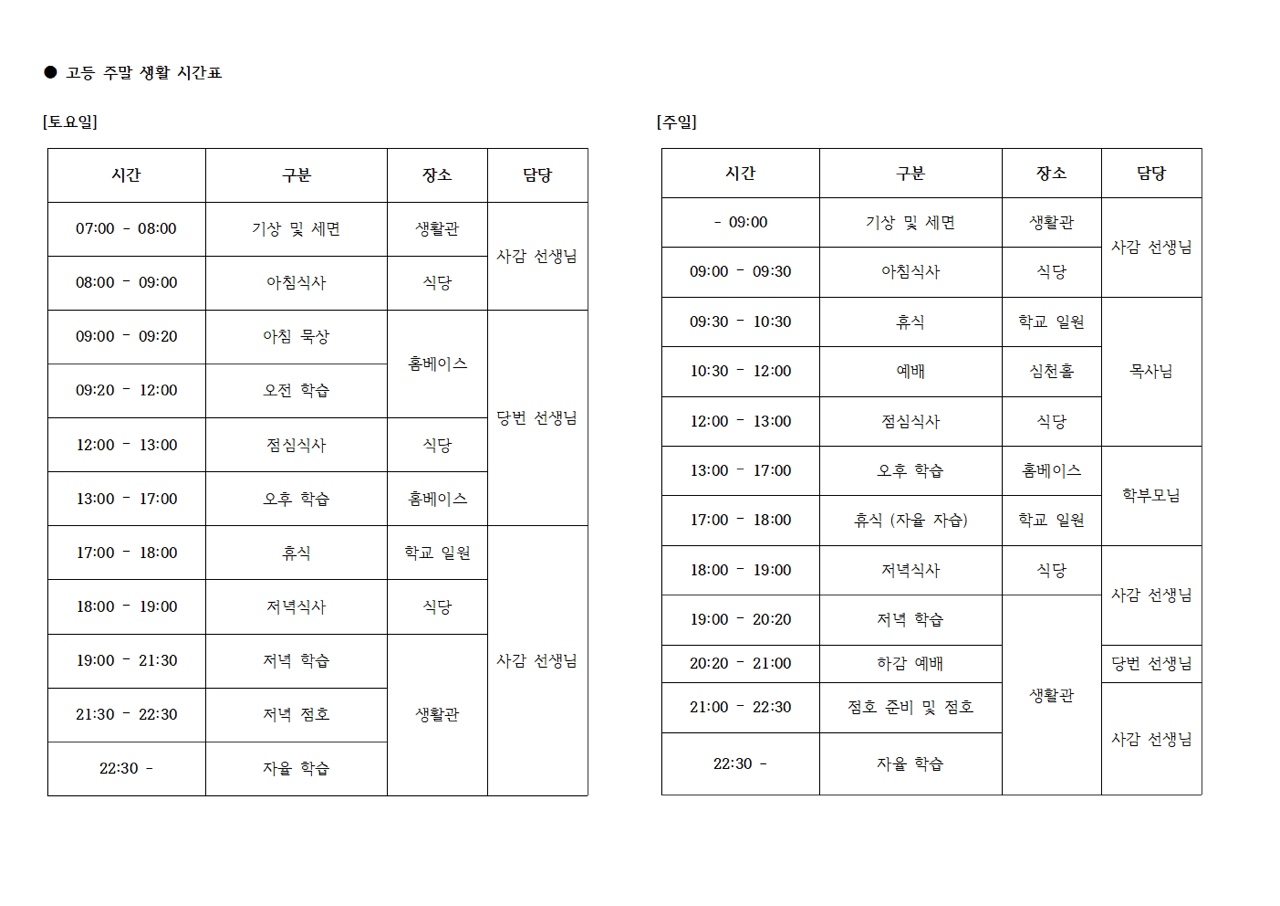 ● 고등 주말 생활 시간표
[토요일]
시간 구분 장소 담당
07:00 - 08:00 기상 및 세면 생활관 사감 선생님
08:00 - 09:00 아침식사 식당
09:00 - 09:20 아침 묵상 홈베이스 당번 선생님
09:20 - 12:00 오전 학습
12:00 - 13:00 점심식사 식당
13:00 - 17:00 오후 학습 홈베이스
17:00 - 18:00 휴식 학교 일원 사감 선생님
18:00 - 19:00 저녁식사 식당
19:00 - 21:30 저녁 학습 생활관
21:30 - 22:30 저녁 점호
22:30 - 자율 학습
[주일]
시간 구분 장소 담당
- 09:00 기상 및 세면 생활관 사감 선생님
09:00 - 09:30 아침식사 식당
09:30 - 10:30 휴식 학교 일원 목사님
10:30 - 12:00 예배 심천홀
12:00 - 13:00 점심식사 식당
13:00 - 17:00 오후 학습 홈베이스 학부모님
17:00 - 18:00 휴식 (자율 자습) 학교 일원
18:00 - 19:00 저녁식사 식당 사감 선생님
19:00 - 20:20 저녁 학습 생활관
20:20 - 21:00 하감 예배 당번 선생님
21:00 - 22:30 점호 준비 및 점호 사감 선생님
22:30 - 자율 학습